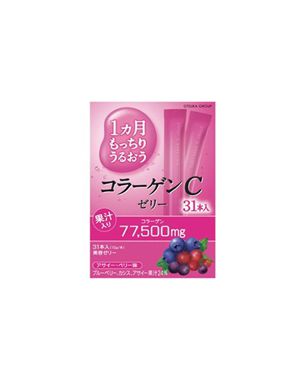 OTSUKA GROUP
1カ月
もっちり
うるおう
コラーゲンC
ゼリー
31本入
果汁
入り
コラーゲン
77,500mg
31本入(10g/本)
美容ゼリー
アサイー・ベリー味
ブルーベリー、カシス、アサイー果汁24%